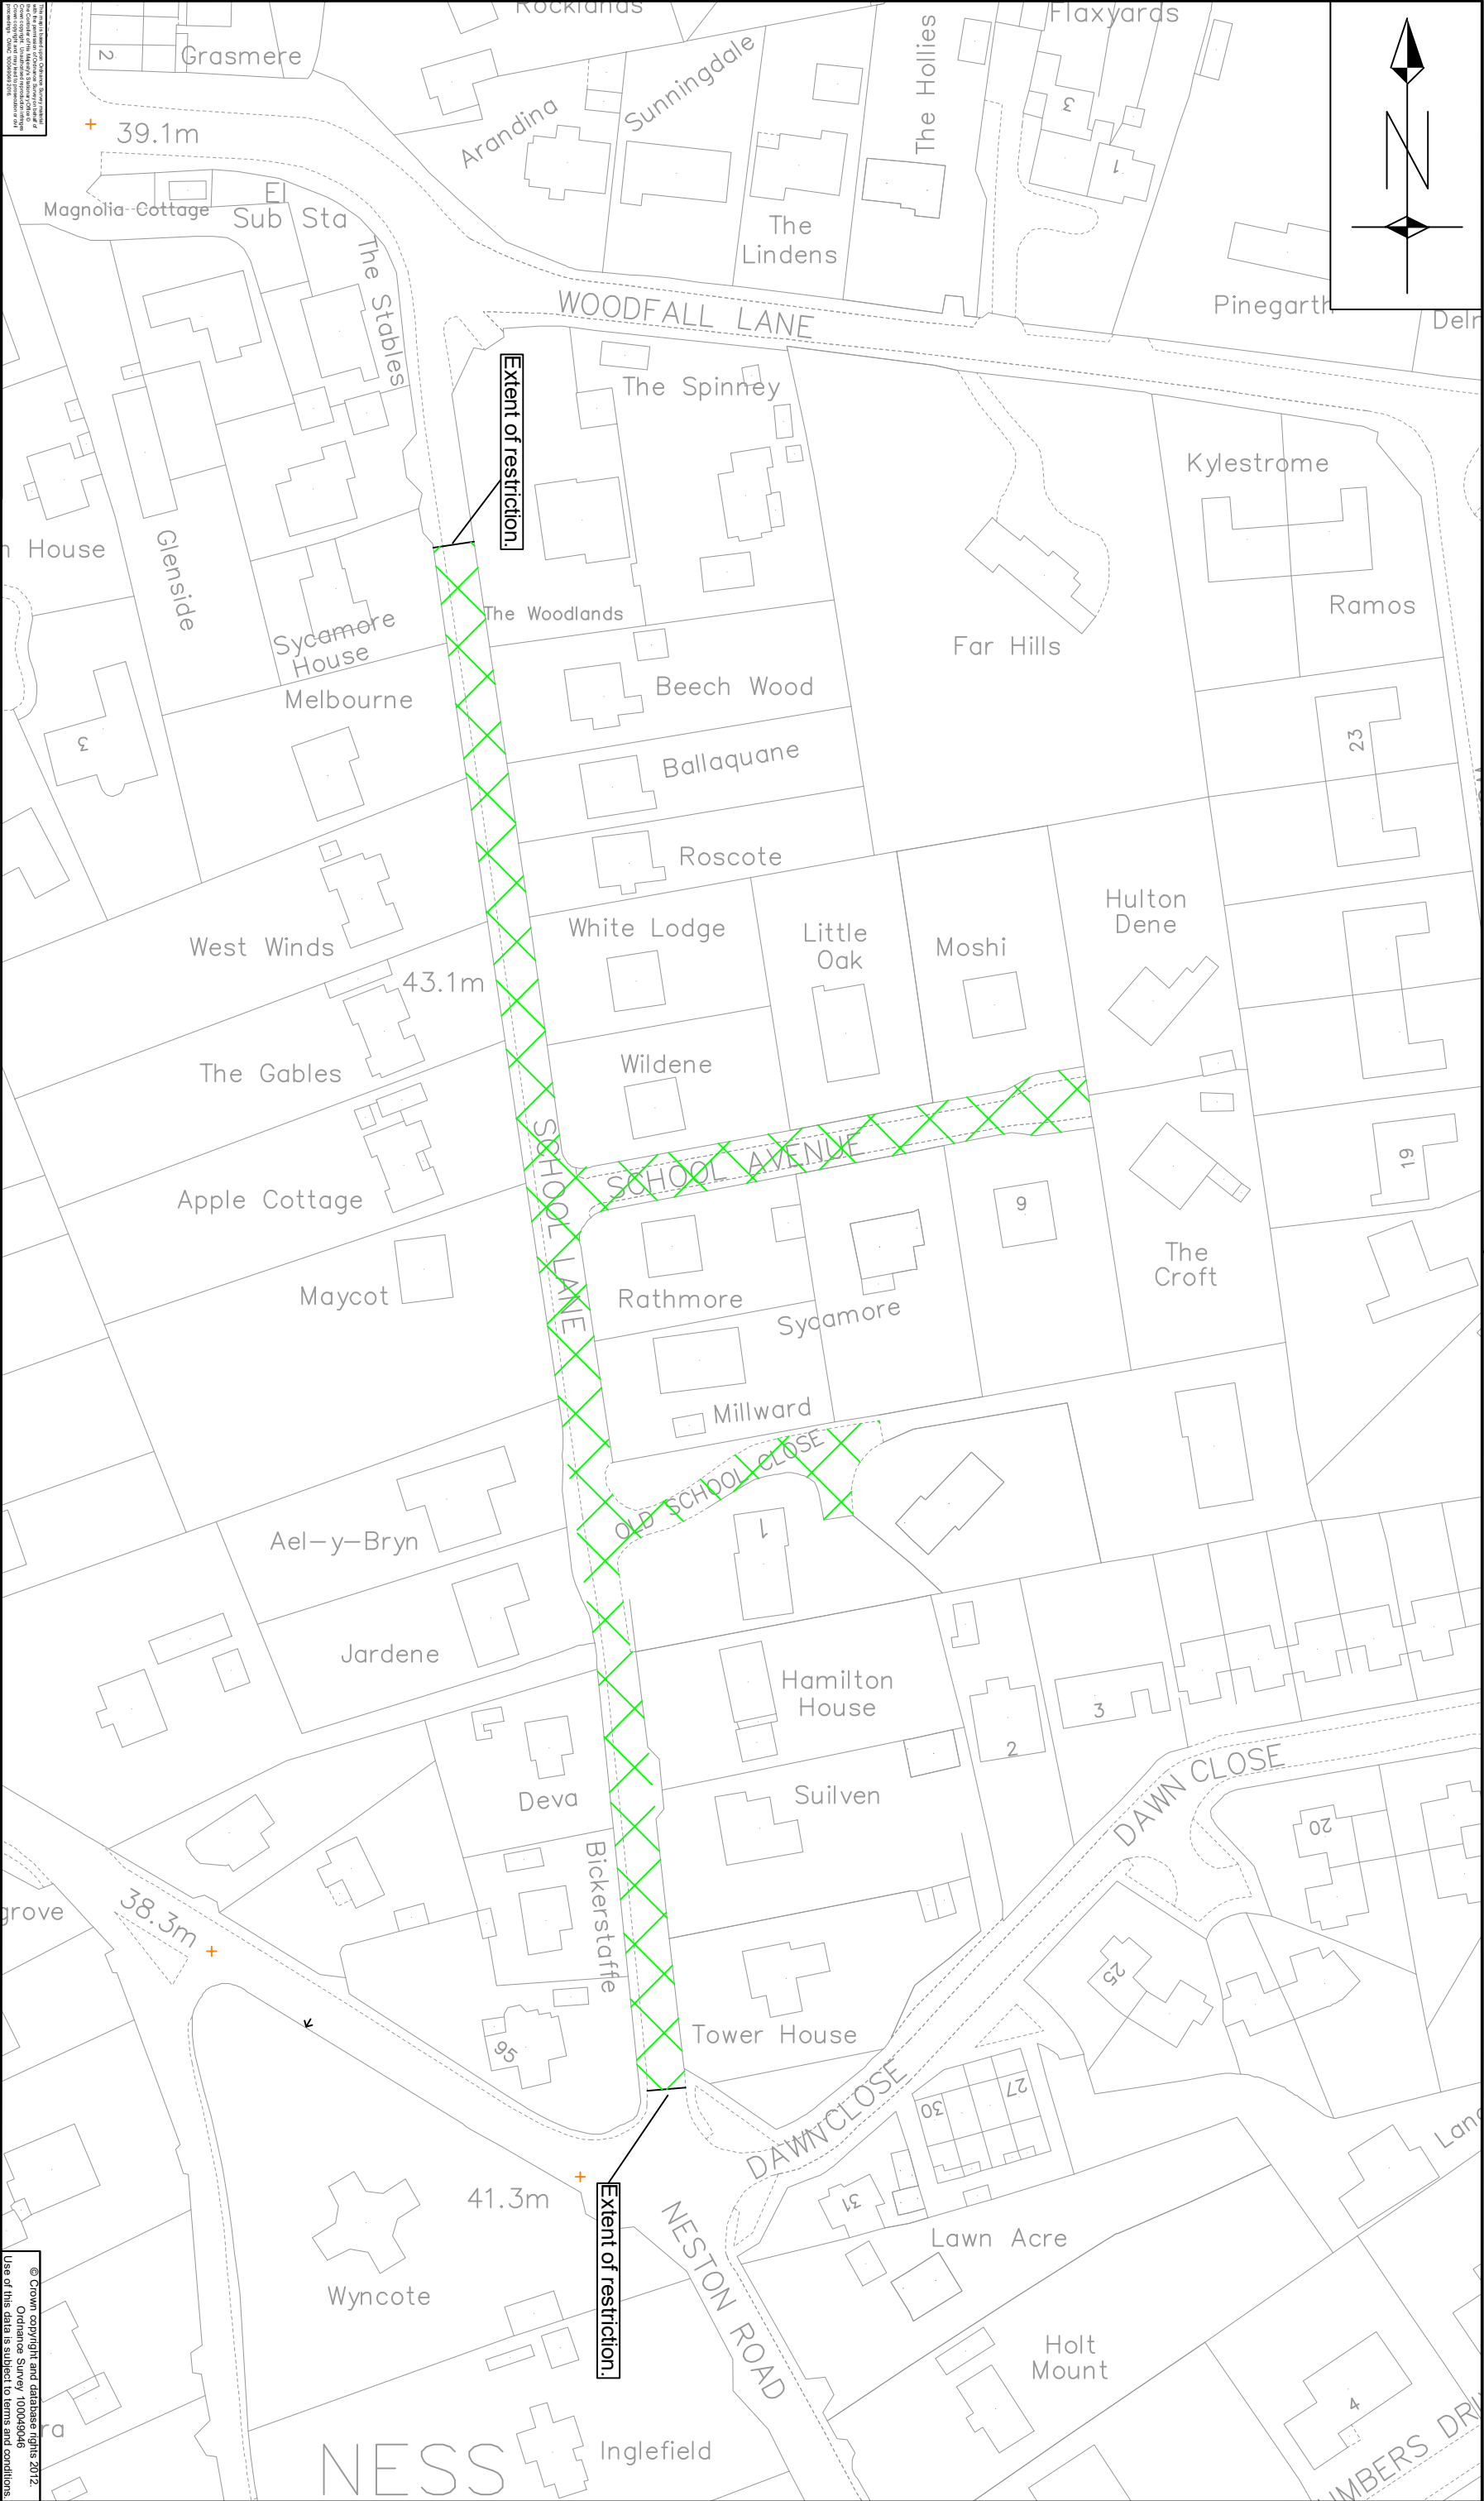 Rocklands
Flaxyards
2
Grasmere
The Hollies
Sunningdale
Arandina
3
1
39.1m
N
El
Sub Sta
Magnolia Cottage
The
Lindens
The Stables
WOODFALL LANE
Pinegarth
Extent of restriction.
The Spinney
Kylestrome
House
Glenside
The Woodlands
Ramos
Sycamore
House
Far Hills
Melbourne
Beech Wood
3
23
Ballaquane
Roscote
White Lodge
Little
Oak
Moshi
Hulton
Dene
West Winds
43.1m
The Gables
Wildene
SCHOOL AVENUE
SCHOOL LANE
19
Apple Cottage
9
The
Croft
Maycot
Rathmore
Sycamore
Millward
OLD SCHOOL CLOSE
1
Ael-y-Bryn
Jardene
Hamilton
House
3
2
DAWN CLOSE
Deva
Suilven
20
Bickerstaffe
grove
38.3m
25
95
Tower House
DAWN CLOSE
27
30
31
41.3m
Extent of restriction.
NESTON ROAD
Lawn Acre
Wyncote
Holt
Mount
4
NESS
Inglefield
© Crown copyright and database rights 2012.
Ordnance Survey 100049046
Use of this data is subject to terms and conditions.